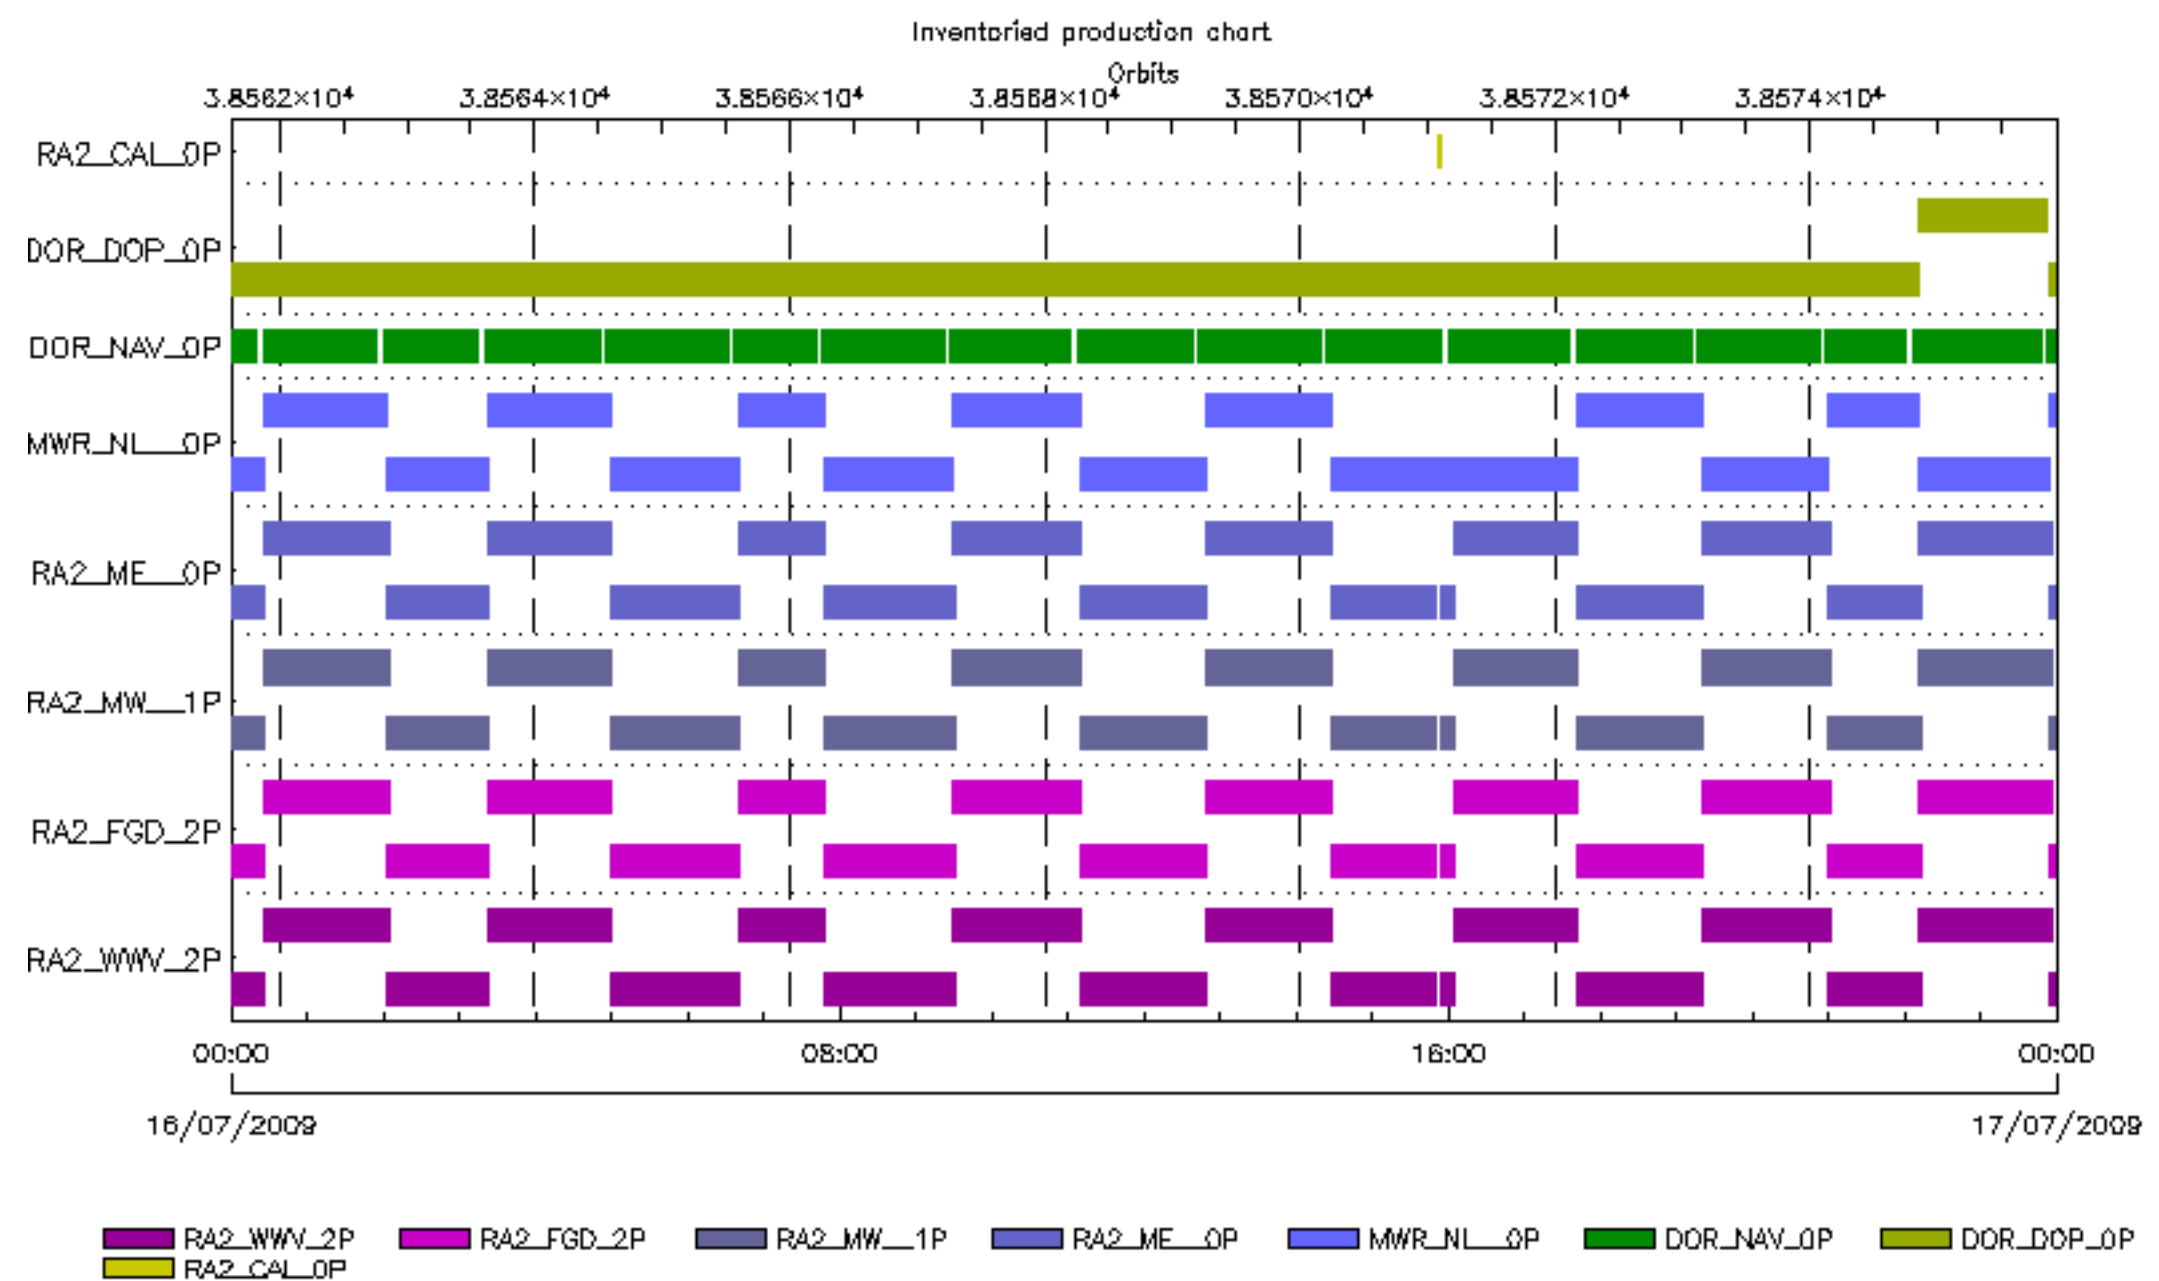 Inventoried production chart
Orbits
3.8562×10⁴ 3.8564×10⁴ 3.8566×10⁴ 3.8568×10⁴ 3.8570×10⁴ 3.8572×10⁴ 3.8574×10⁴
RA2_CAL_0P
DOR_DOP_0P
DOR_NAV_0P
MWR_NL__0P
RA2_ME__0P
RA2_MW__1P
RA2_FGD_2P
RA2_WWV_2P
00:00 08:00 16:00 00:00
16/07/2009 17/07/2009
RA2_WWV_2P RA2_FGD_2P RA2_MW__1P RA2_ME__0P MWR_NL__0P DOR_NAV_0P DOR_DOP_0P
RA2_CAL_0P